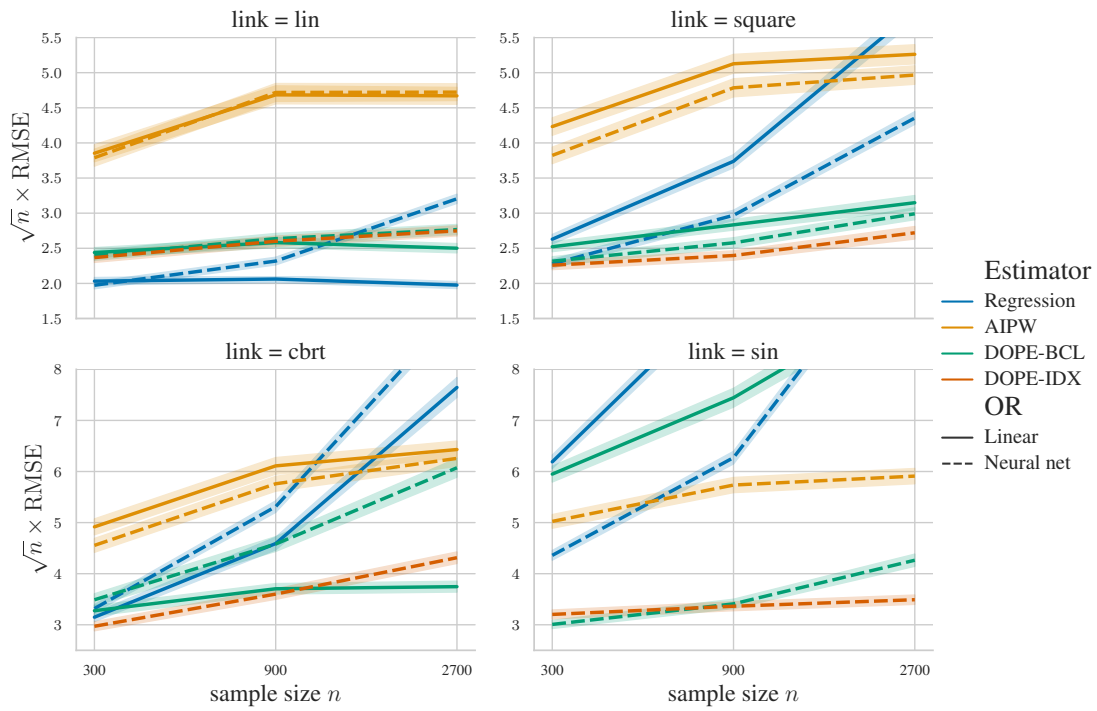 link = lin
5.5
5.0
4.5
4.0
3.5
3.0
2.5
2.0
1.5
√n × RMSE
link = square
5.5
5.0
4.5
4.0
3.5
3.0
2.5
2.0
1.5
link = cbrt
8
7
6
5
4
3
√n × RMSE
300
900
2700
sample size n
link = sin
8
7
6
5
4
3
300
900
2700
sample size n
Estimator
Regression
AIPW
DOPE-BCL
DOPE-IDX
OR
Linear
Neural net